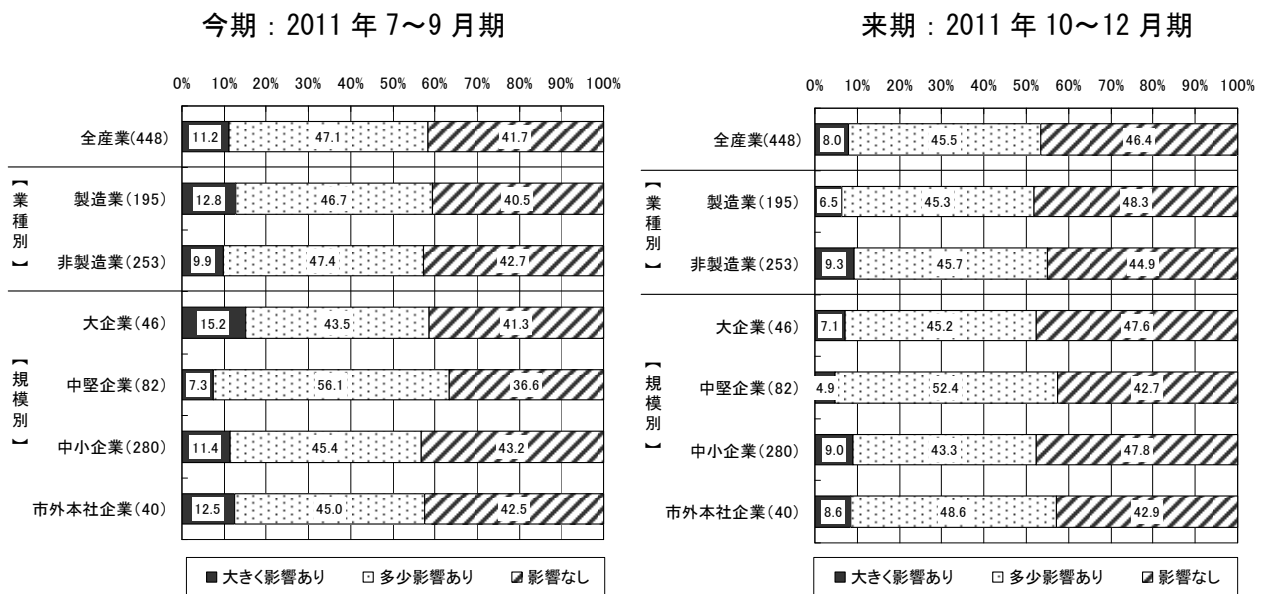 今期：2011 年 7～9 月期
0% 10% 20% 30% 40% 50% 60% 70% 80% 90% 100%
全産業(448) 11.2 47.1 41.7
【業種別】
製造業(195) 12.8 46.7 40.5
非製造業(253) 9.9 47.4 42.7
【規模別】
大企業(46) 15.2 43.5 41.3
中堅企業(82) 7.3 56.1 36.6
中小企業(280) 11.4 45.4 43.2
市外本社企業(40) 12.5 45.0 42.5
大きく影響あり 多少影響あり 影響なし
来期：2011 年 10～12 月期
0% 10% 20% 30% 40% 50% 60% 70% 80% 90% 100%
全産業(448) 8.0 45.5 46.4
【業種別】
製造業(195) 6.5 45.3 48.3
非製造業(253) 9.3 45.7 44.9
【規模別】
大企業(46) 7.1 45.2 47.6
中堅企業(82) 4.9 52.4 42.7
中小企業(280) 9.0 43.3 47.8
市外本社企業(40) 8.6 48.6 42.9
大きく影響あり 多少影響あり 影響なし